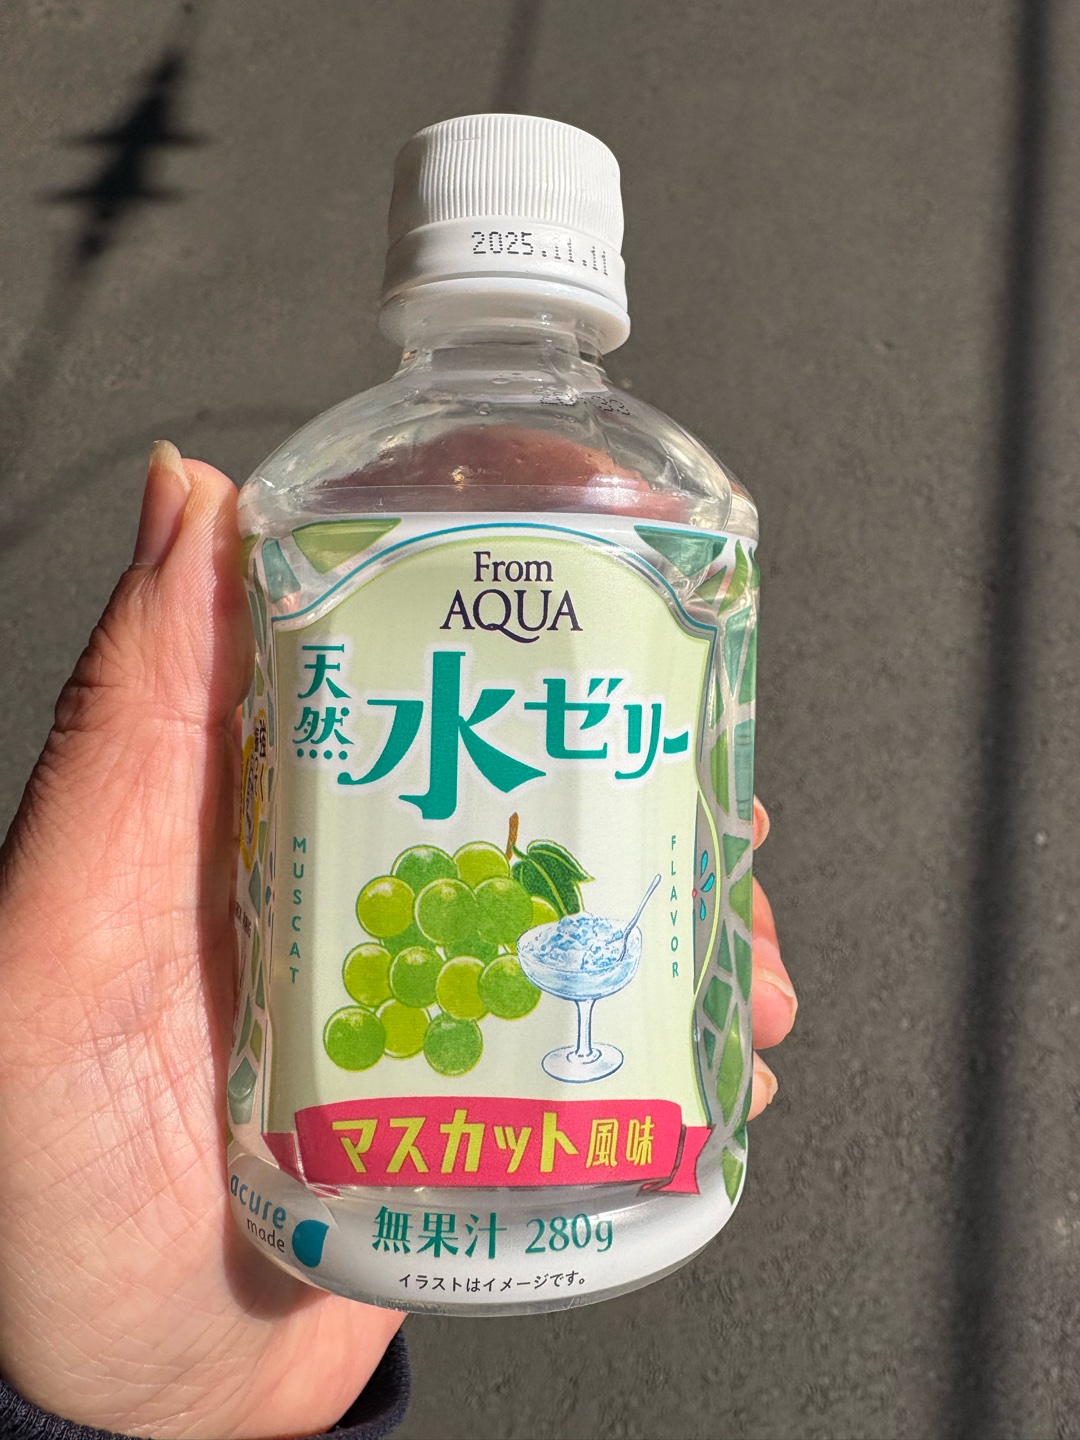 2025.11.11
From
AQUA
天然水ゼリー
MUSCAT
FLAVOR
マスカット風味
acure
made
無果汁 280g
イラストはイメージです。